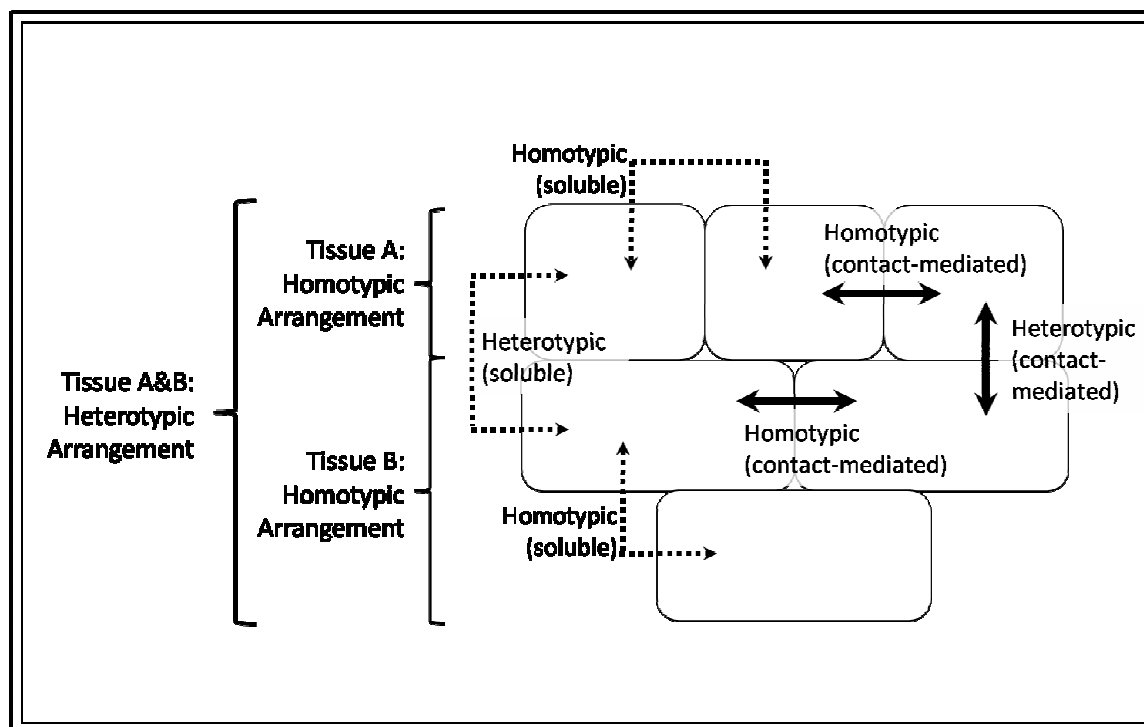 Homotypic
(soluble)
Tissue A:
Homotypic
Arrangement
Homotypic
(contact-mediated)
Heterotypic
(soluble)
Heterotypic
(contact-
mediated)
Tissue A&B:
Heterotypic
Arrangement
Homotypic
(contact-mediated)
Tissue B:
Homotypic
Arrangement
Homotypic
(soluble)